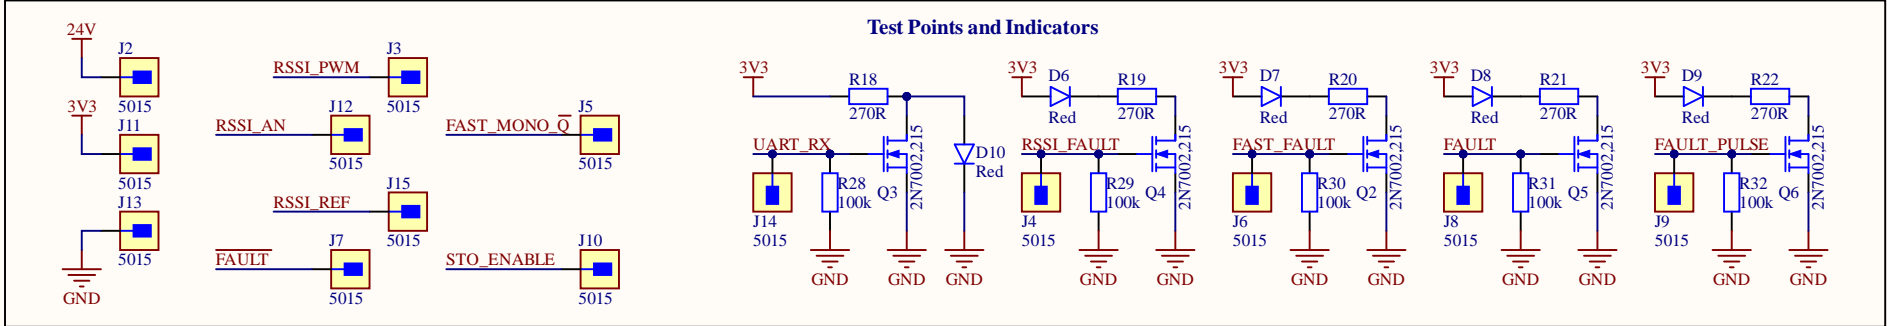 Test Points and Indicators
24V
J2
5015
3V3
J11
5015
J13
5015
GND
RSSI_PWM
J3
5015
RSSI_AN
J12
5015
FAST_MONO_Q̅
J5
5015
RSSI_REF
J15
5015
F̅A̅U̅L̅T̅
J7
5015
STO_ENABLE
J10
5015
3V3
R18
270R
UART_RX
J14
5015
R28
100k
Q3
2N7002,215
D10
Red
GND
GND
GND
3V3
D6
Red
R19
270R
RSSI_FAULT
J4
5015
R29
100k
Q4
2N7002,215
GND
GND
3V3
D7
Red
R20
270R
FAST_FAULT
J6
5015
R30
100k
Q2
2N7002,215
GND
GND
3V3
D8
Red
R21
270R
FAULT
J8
5015
R31
100k
Q5
2N7002,215
GND
GND
3V3
D9
Red
R22
270R
FAULT_PULSE
J9
5015
R32
100k
Q6
2N7002,215
GND
GND